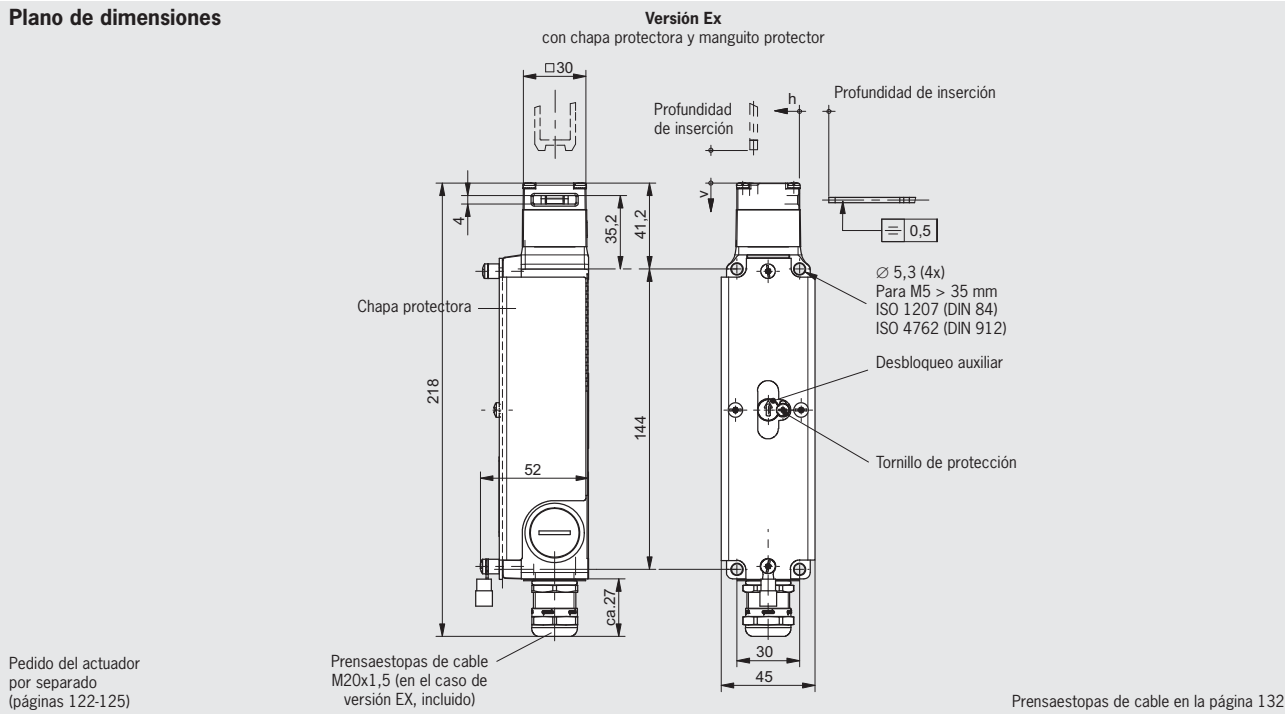 Plano de dimensiones
Versión Ex
con chapa protectora y manguito protector
□30
Profundidad
de inserción
h
Profundidad de inserción
v
4
35,2
41,2
⌯ 0,5
∅ 5,3 (4x)
Para M5 > 35 mm
ISO 1207 (DIN 84)
ISO 4762 (DIN 912)
Chapa protectora
Desbloqueo auxiliar
218
144
52
Tornillo de protección
ca.27
30
45
Pedido del actuador
por separado
(páginas 122-125)
Prensaestopas de cable
M20x1,5 (en el caso de
versión EX, incluido)
Prensaestopas de cable en la página 132